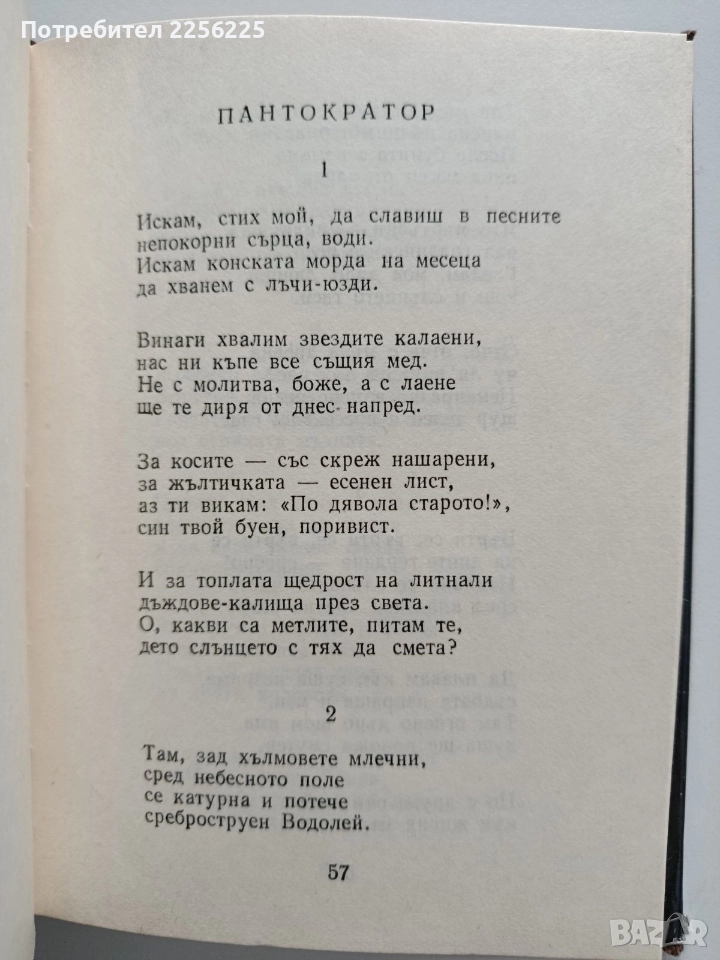 Потребител 2256225
ПАНТОКРАТОР
1
Искам, стих мой, да славиш в песните
непокорни сърца, води.
Искам конската морда на месеца
да хванем с лъчи-юзди.
Винаги хвалим звездите калаени,
нас ни къпе все същия мед.
Не с молитва, боже, а с лаене
ще те диря от днес-напред.
За косите — със скреж нашарени,
за жълтичката — есенен лист,
аз ти викам: «По дявола старото!»,
син твой буен, поривист.
И за топлата щедрост на литнали
дъждове-калища през света.
О, какви са метлите, питам те,
дето слънцето с тях да смета?
2
Там, зад хълмовете млечни,
сред небесното поле
се катурна и потече
сребростру­ен Водолей.
57
BAZAR